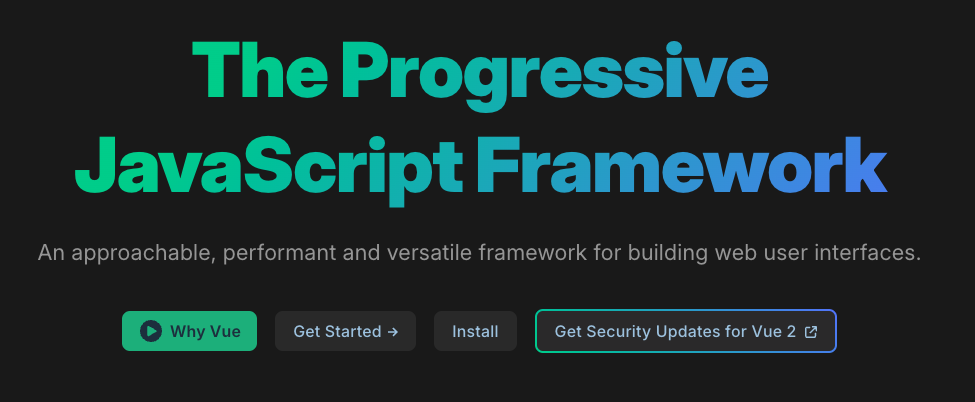 The Progressive
JavaScript Framework
An approachable, performant and versatile framework for building web user interfaces.
Why Vue
Get Started →
Install
Get Security Updates for Vue 2